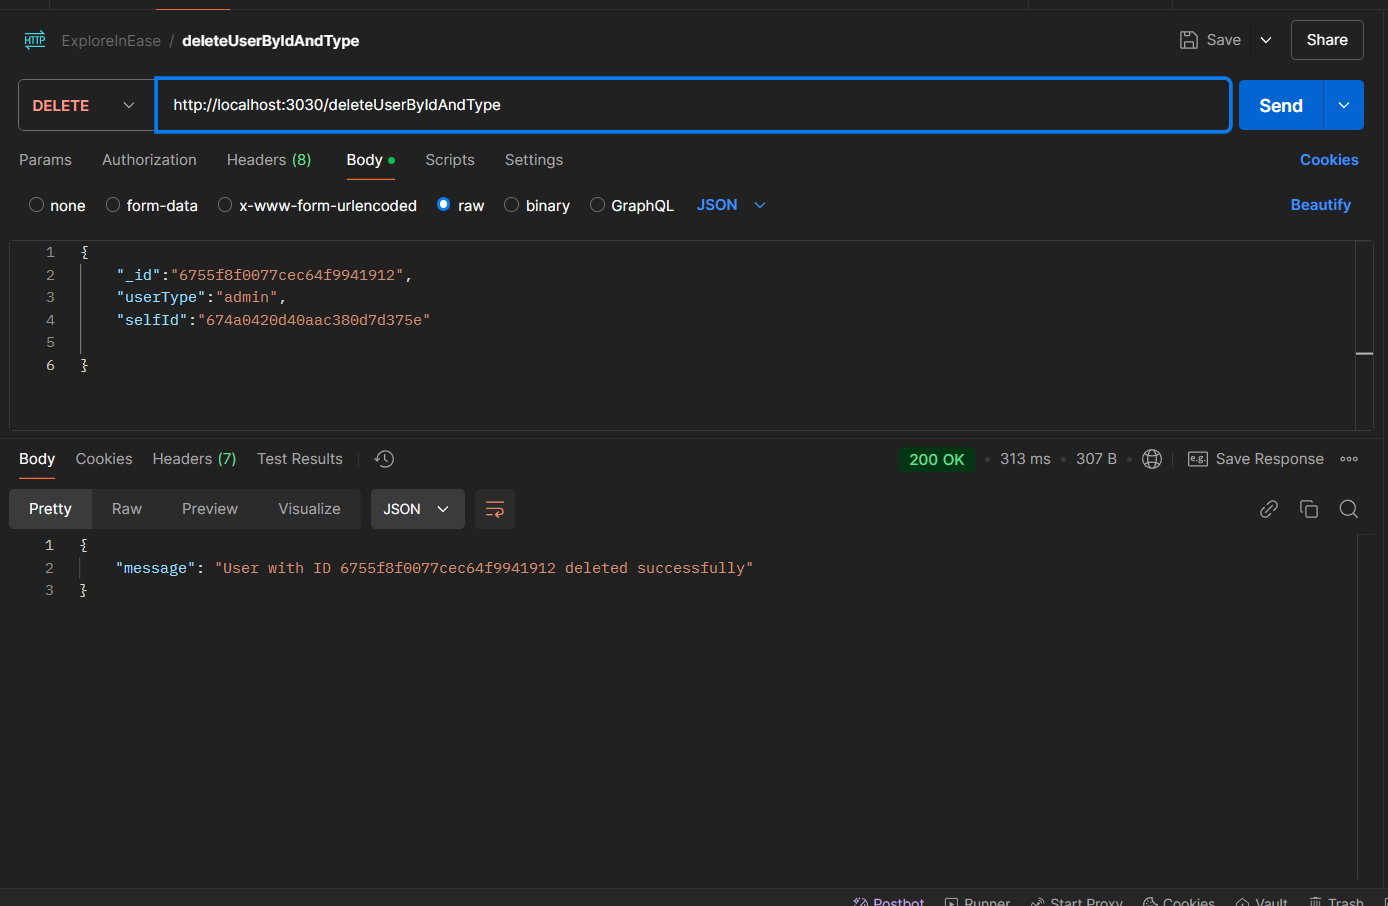 HTTP ExploreInEase / deleteUserByIdAndType Save Share
DELETE http://localhost:3030/deleteUserByIdAndType Send
Params Authorization Headers (8) Body Scripts Settings Cookies
none form-data x-www-form-urlencoded raw binary GraphQL JSON Beautify
1 {
2 "_id":"6755f8f0077cec64f9941912",
3 "userType":"admin",
4 "selfId":"674a0420d40aac380d7d375e"
5
6 }
Body Cookies Headers (7) Test Results 200 OK • 313 ms • 307 B • e.g. Save Response
Pretty Raw Preview Visualize JSON
1 {
2 "message": "User with ID 6755f8f0077cec64f9941912 deleted successfully"
3 }
Postbot Runner Start Proxy Cookies Vault Trash